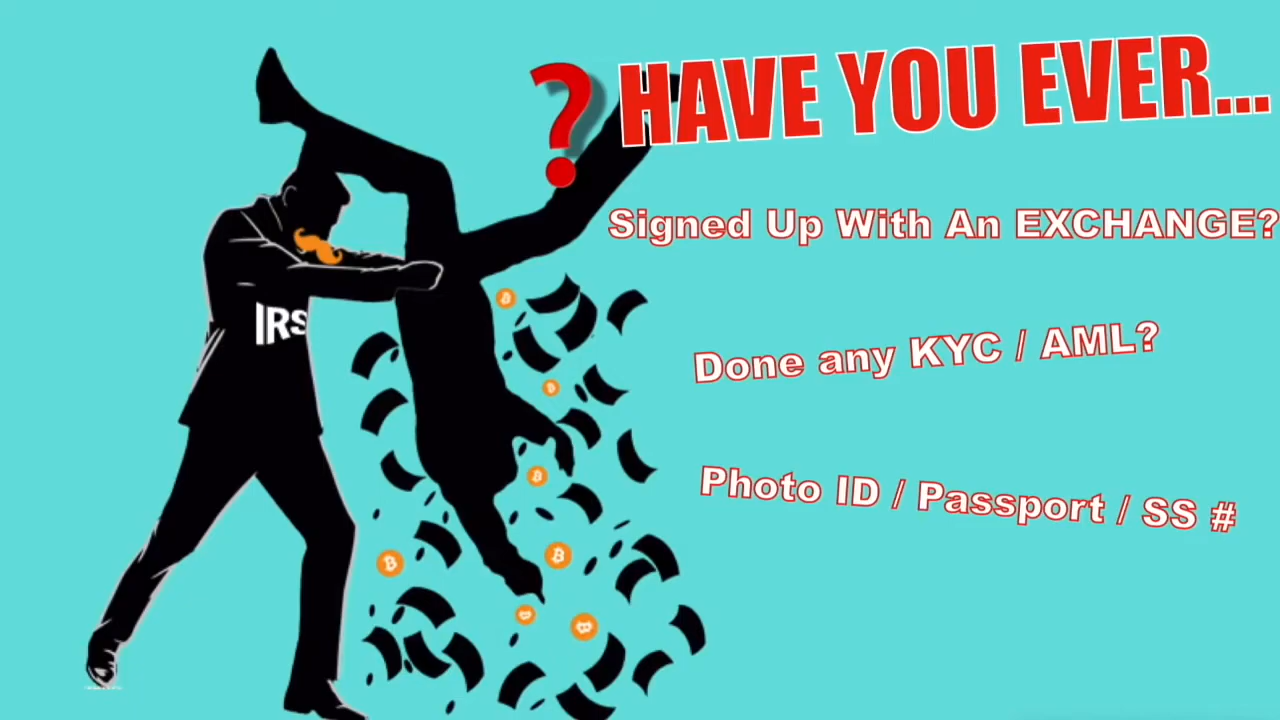 HAVE YOU EVER...
?
Signed Up With An EXCHANGE?
IRS
Done any KYC / AML?
Photo ID / Passport / SS #